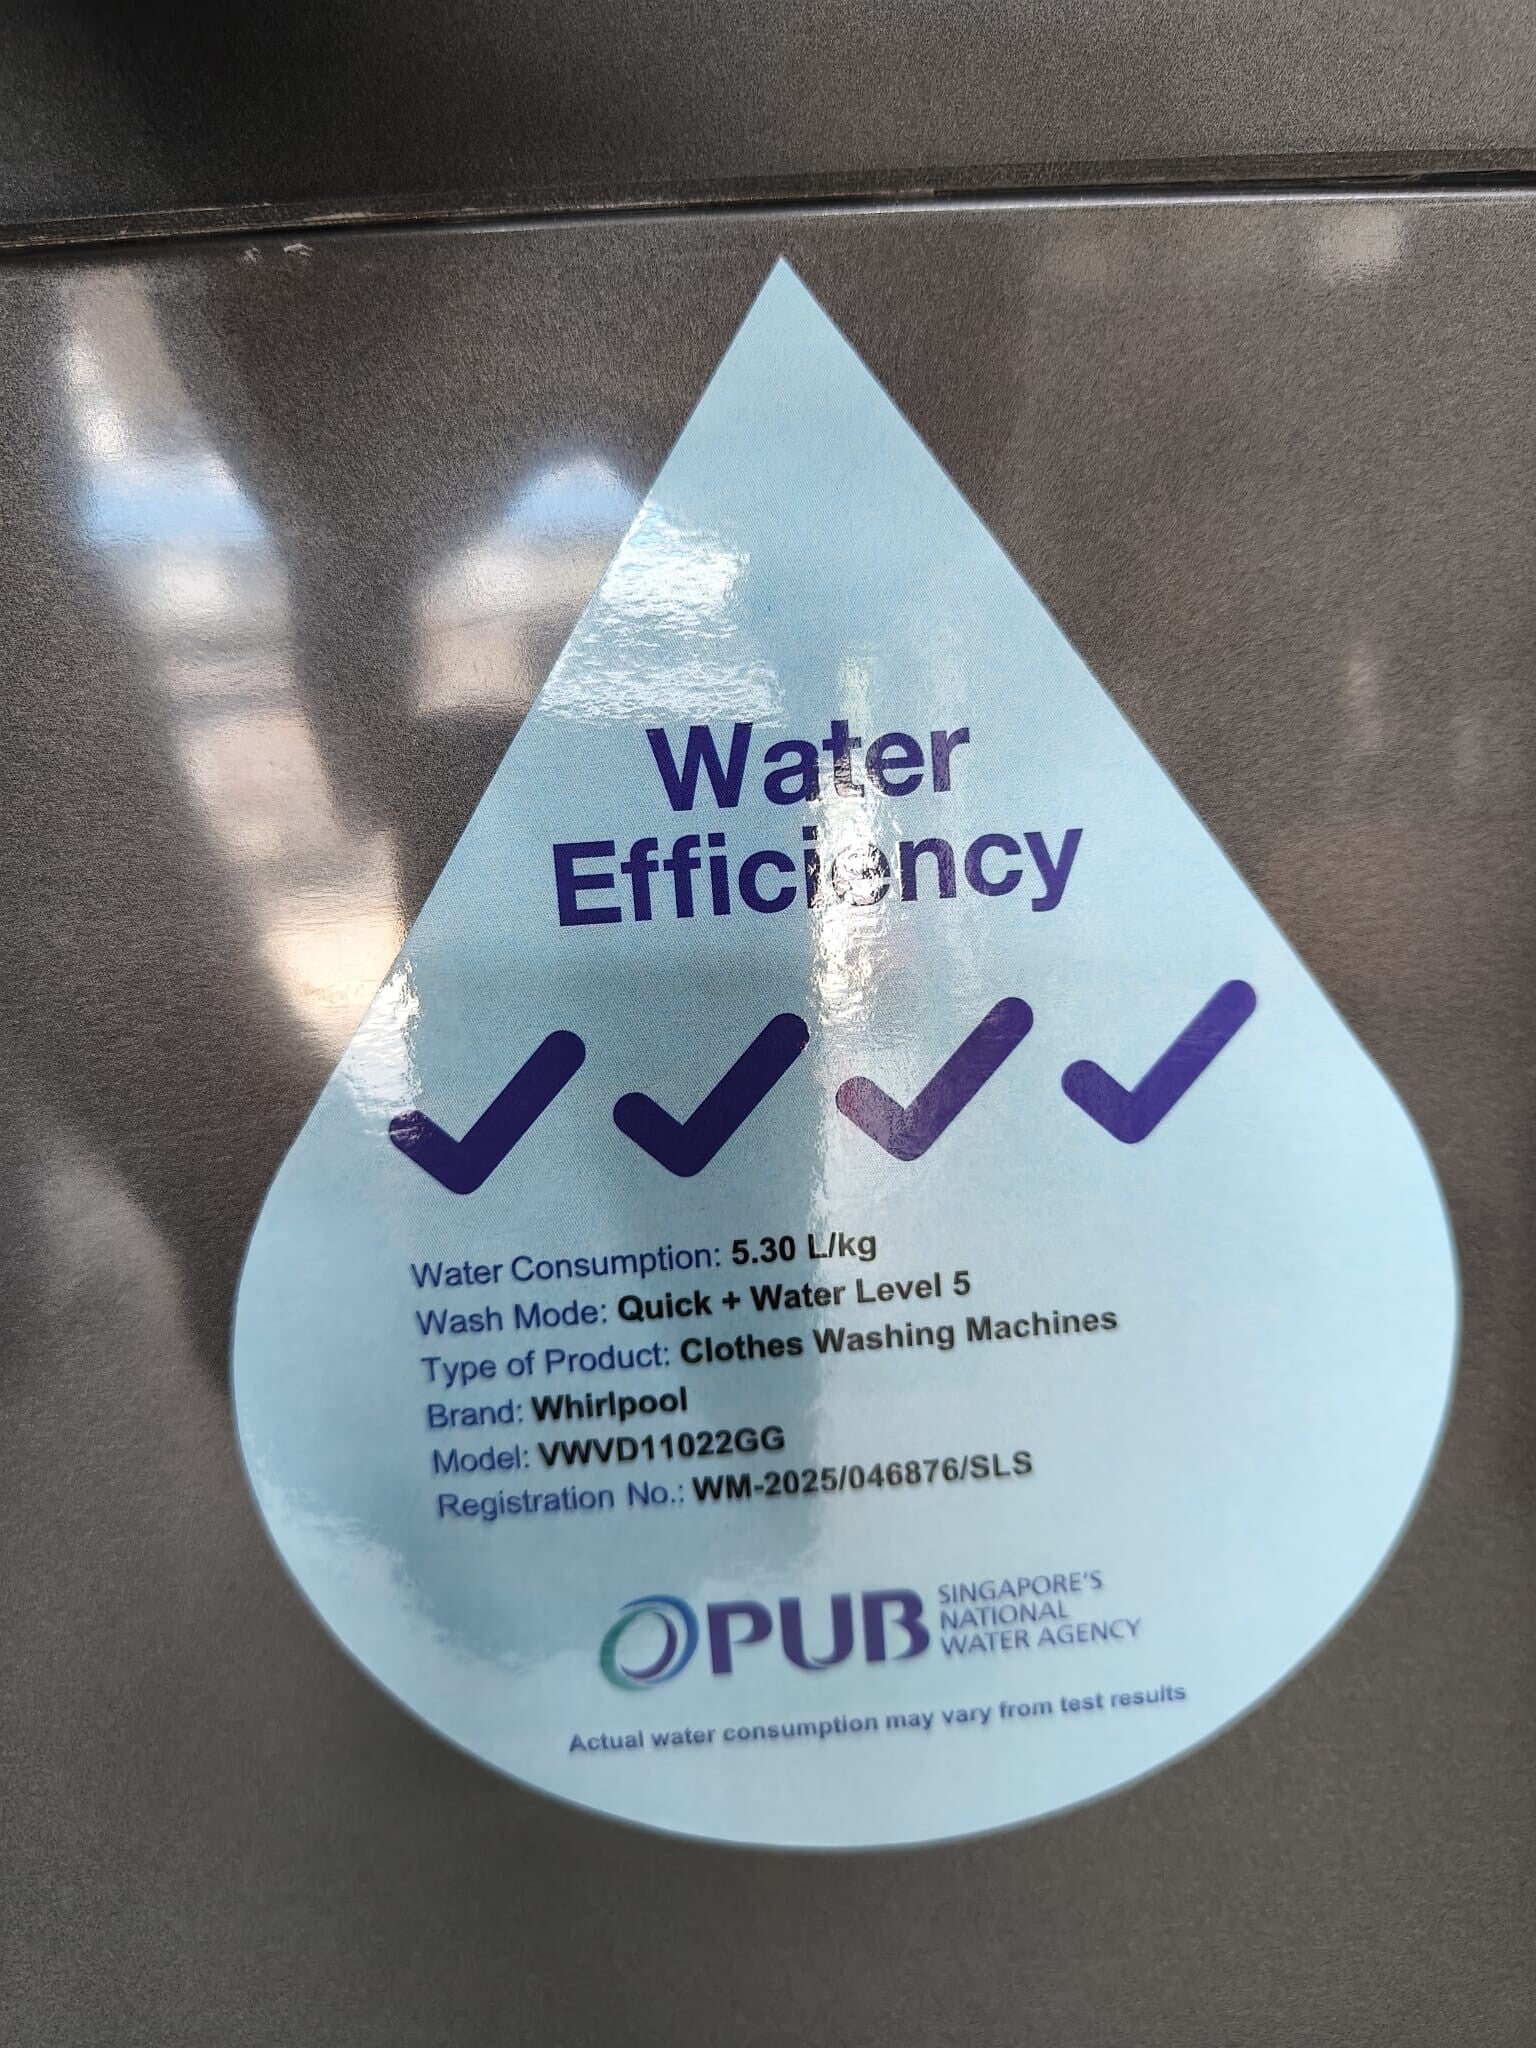 Water
Efficiency
Water Consumption: 5.30 L/kg
Wash Mode: Quick + Water Level 5
Type of Product: Clothes Washing Machines
Brand: Whirlpool
Model: VWVD11022GG
Registration No.: WM-2025/046876/SLS
PUB
SINGAPORE'S
NATIONAL
WATER AGENCY
Actual water consumption may vary from test results